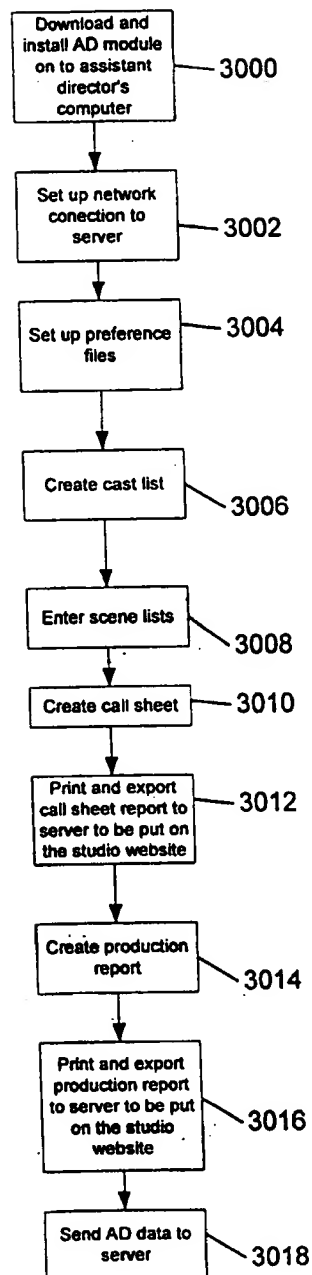 Download and
install AD module
on to assistant
director's
computer
3000
Set up network
conection to
server
3002
Set up preference
files
3004
Create cast list
3006
Enter scene lists
3008
Create call sheet
3010
Print and export
call sheet report to
server to be put on
the studio website
3012
Create production
report
3014
Print and export
production report
to server to be put
on the studio
website
3016
Send AD data to
server
3018